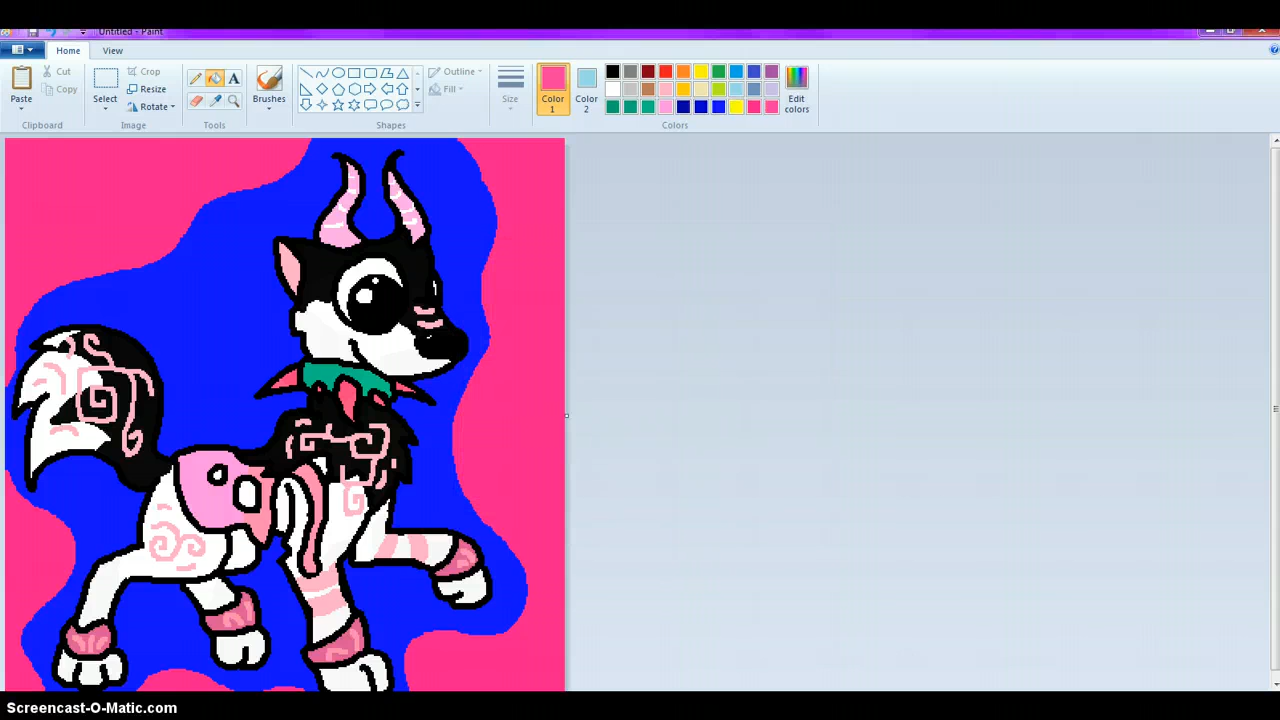 Untitled - Paint
Home View
Paste
Cut
Copy
Clipboard
Select
Crop
Resize
Rotate
Image
A
Tools
Brushes
Outline
Fill
Shapes
Size
Color 1
Color 2
Edit colors
Colors
Screencast-O-Matic.com